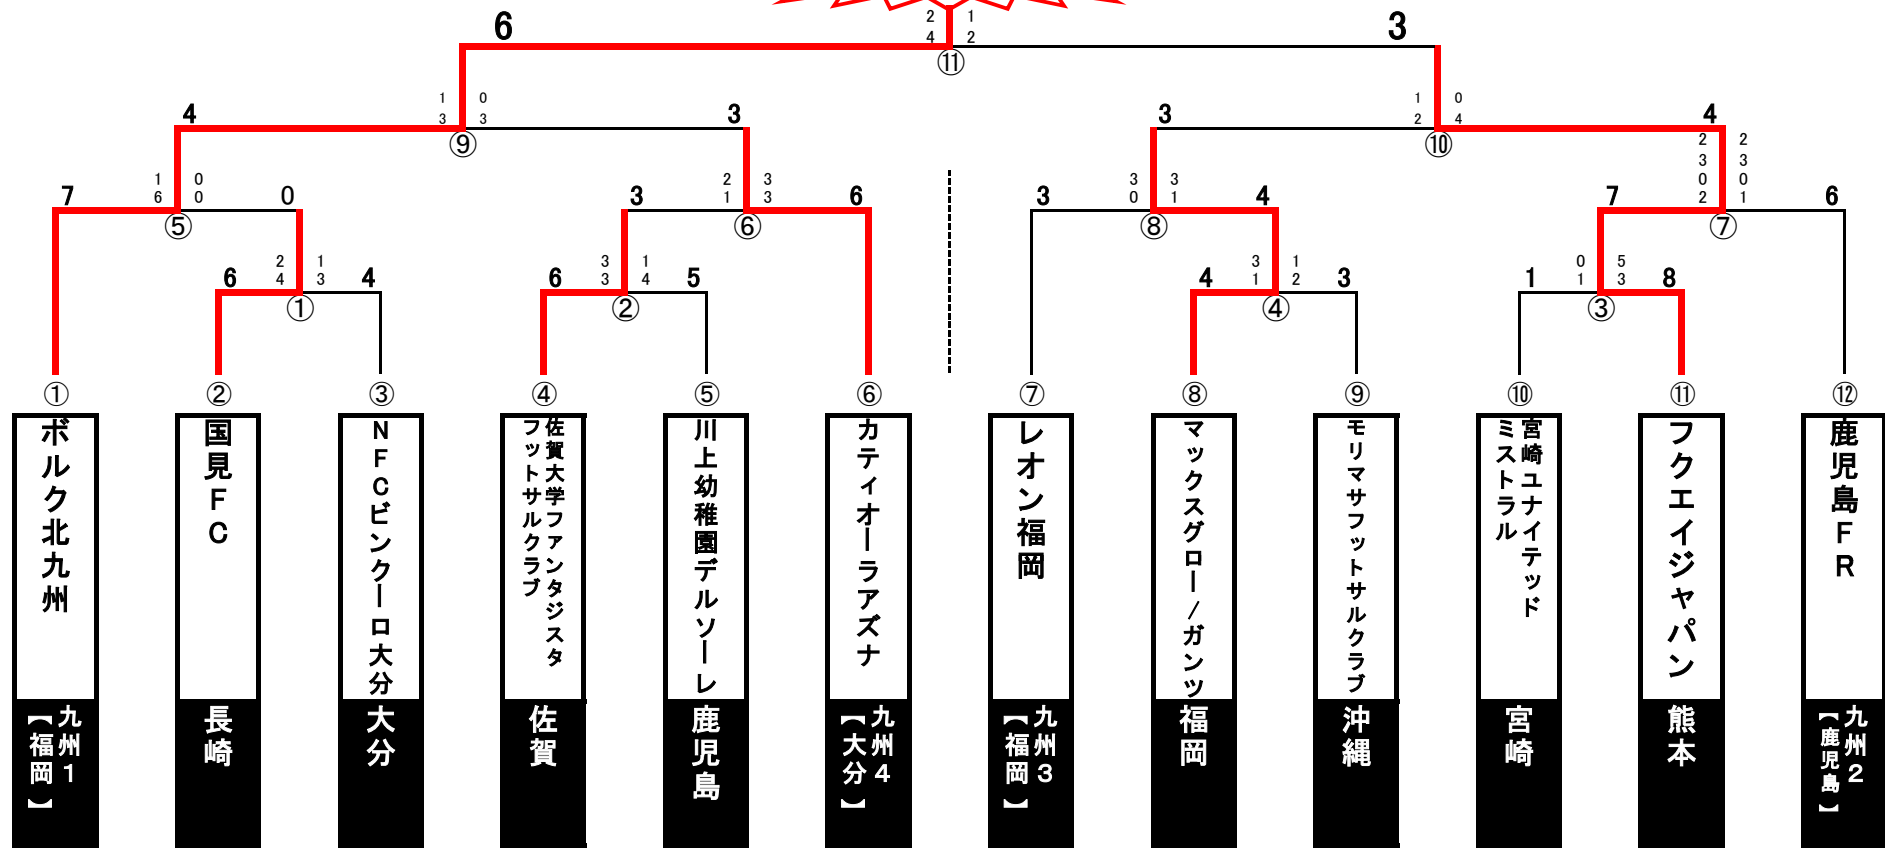 6
2 1
3
4 2
⑪
4
1 0
3 3
⑨
3
3
1 0
2 4
⑩
4
7
1 0
6 0
⑤
0
3
2 3
1 3
⑥
6
3
3 3
0 1
⑧
4
7
2 2
3 3
0 0
2 1
⑦
6
6
2 1
4 3
①
4
6
3 1
3 4
②
5
4
3 1
1 2
④
3
1
0 5
1 3
③
8
①
②
③
④
⑤
⑥
⑦
⑧
⑨
⑩
⑪
⑫
ボルク北九州
国見FC
NFCビンクーロ大分
佐賀大学ファンタジスタ
フットサルクラブ
川上幼稚園デルソーレ
カティオーラアズナ
レオン福岡
マックスグロー/ガンツ
モリマサフットサルクラブ
宮崎ユナイテッド
ミストラル
フクエイジャパン
鹿児島FR
九州1
【福岡】
長崎
大分
佐賀
鹿児島
九州4
【大分】
九州3
【福岡】
福岡
沖縄
宮崎
熊本
九州2
【鹿児島】